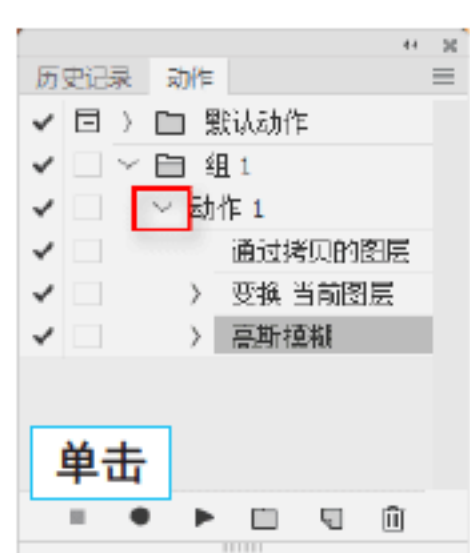 历史记录 动作
默认动作
组 1
动作 1
通过拷贝的图层
变换 当前图层
高斯模糊
单击